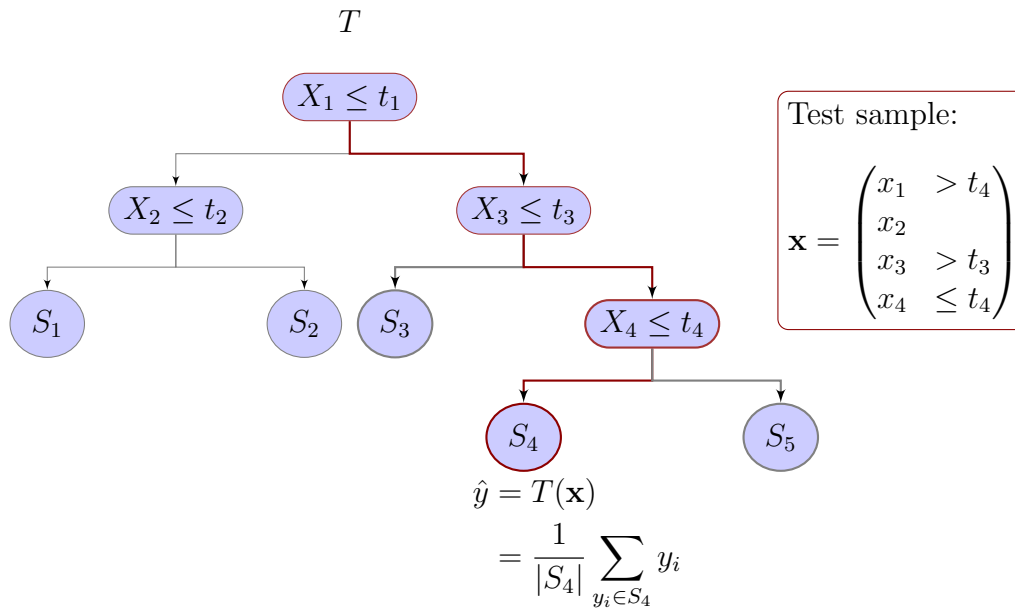 T
X₁ ≤ t₁
Test sample:
X₂ ≤ t₂
X₃ ≤ t₃
x = (x₁ > t₄
x₂
x₃ > t₃
x₄ ≤ t₄)
S₁
S₂
S₃
X₄ ≤ t₄
S₄
S₅
ŷ = T(x)
= 1/|S₄| ∑_{yᵢ∈S₄} yᵢ